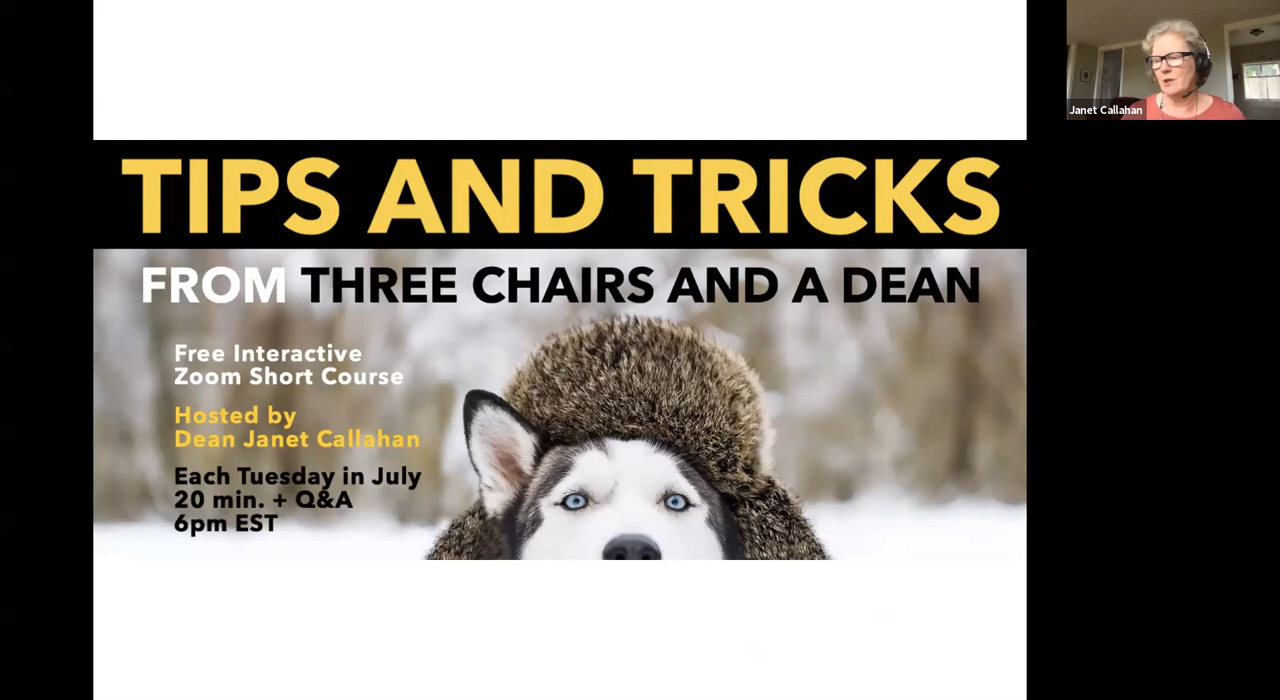 TIPS AND TRICKS
FROM THREE CHAIRS AND A DEAN
Free Interactive
Zoom Short Course
Hosted by
Dean Janet Callahan
Each Tuesday in July
20 min. + Q&A
6pm EST
Janet Callahan